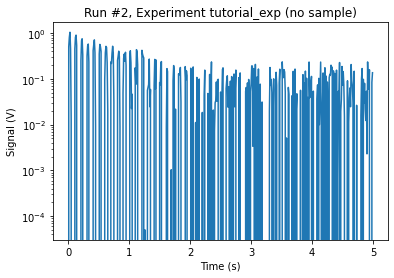 Run #2, Experiment tutorial_exp (no sample)
10⁰
10⁻¹
10⁻²
10⁻³
10⁻⁴
Signal (V)
0 1 2 3 4 5
Time (s)